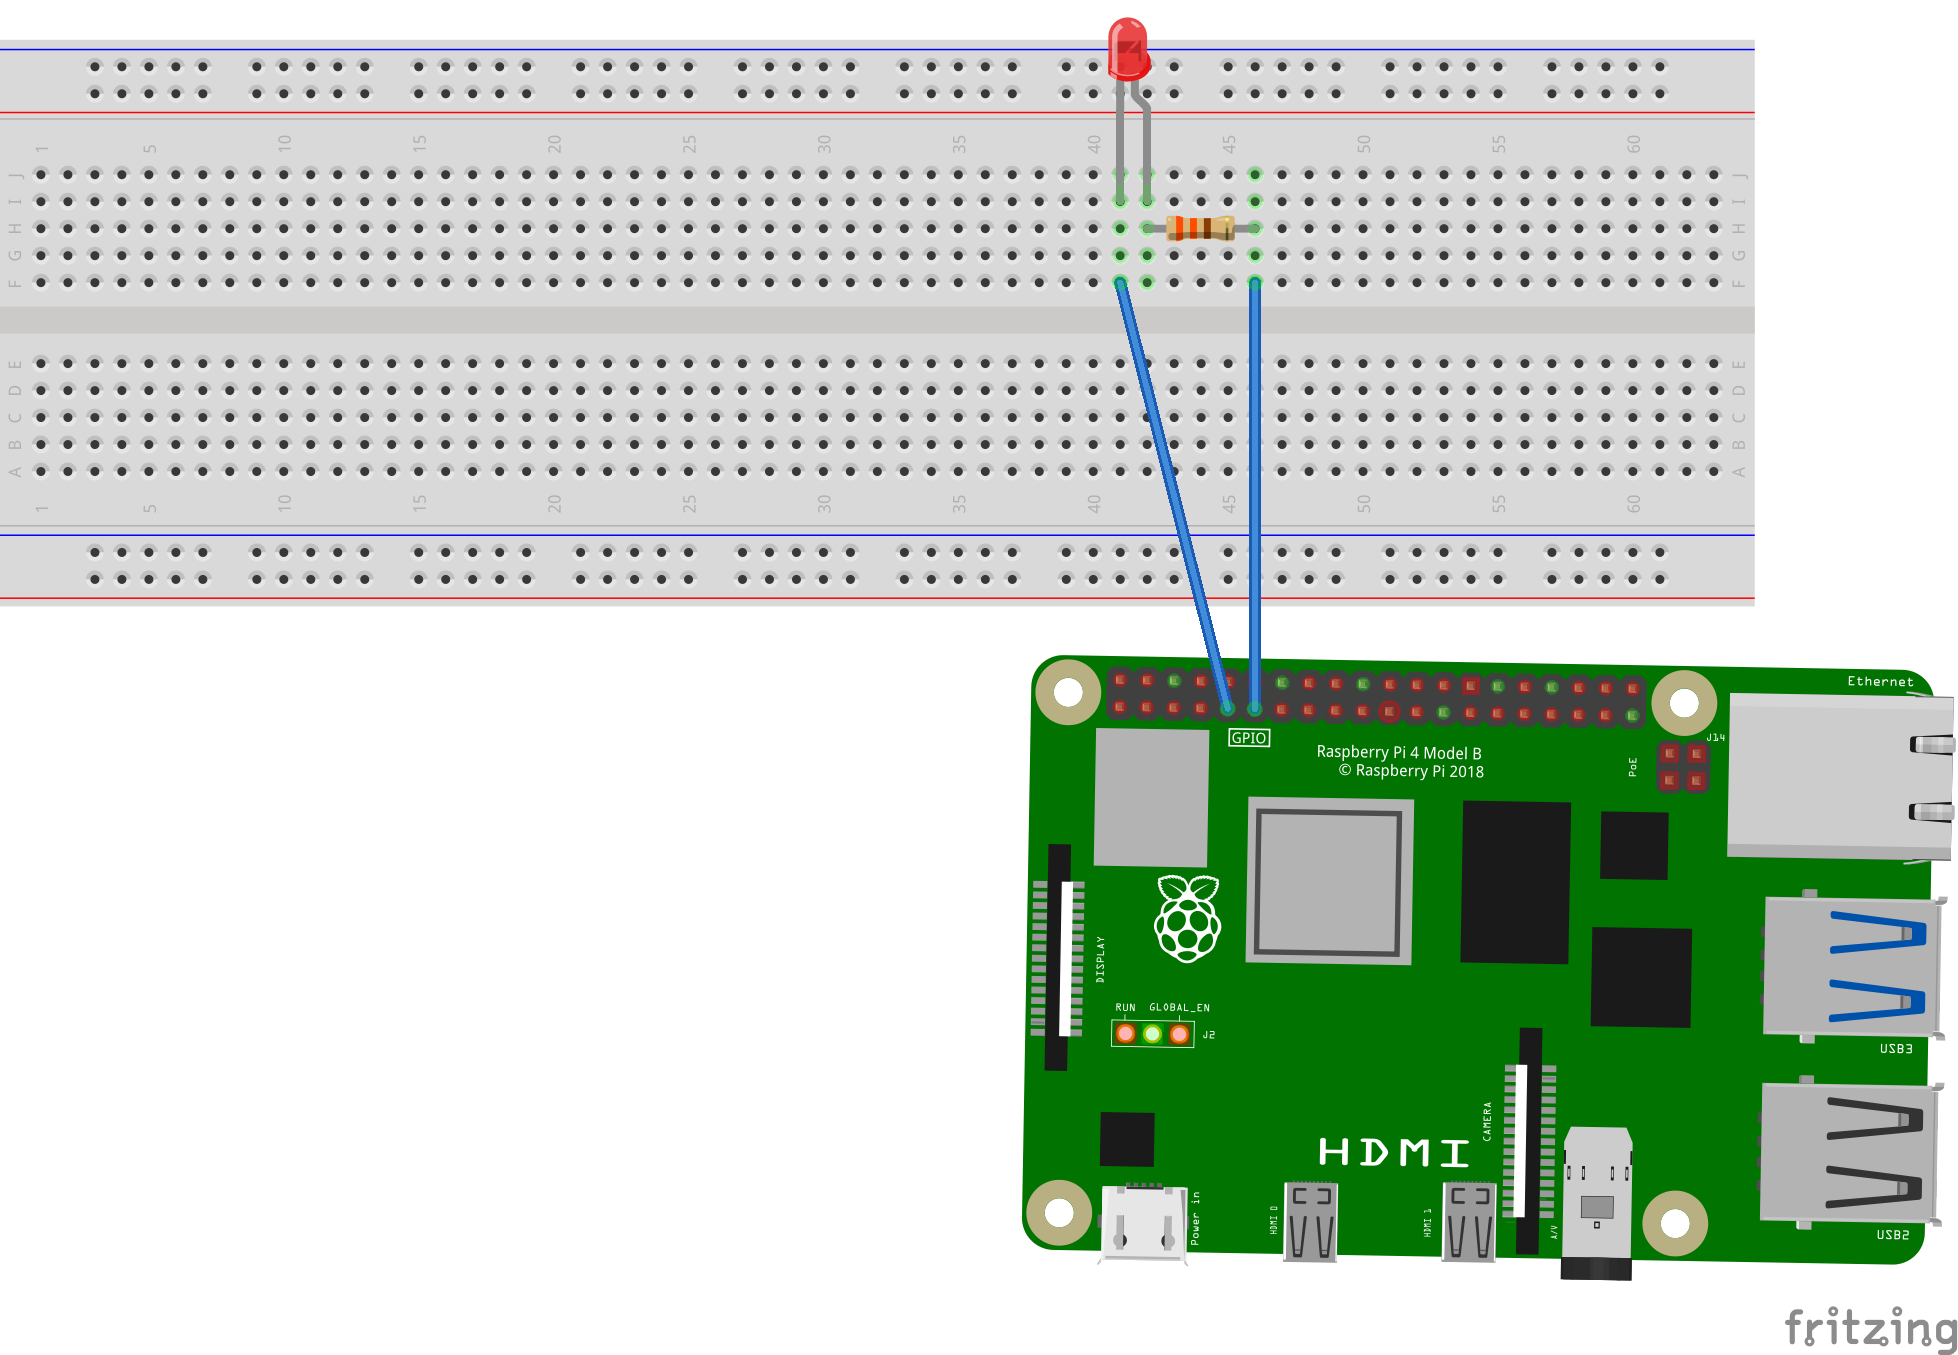 1 5 10 15 20 25 30 35 40 45 50 55 60
J J
I I
H H
G G
F F
E E
D D
C C
B B
A A
1 5 10 15 20 25 30 35 40 45 50 55 60
Ethernet
GPIO
J14
Raspberry Pi 4 Model B
© Raspberry Pi 2018
PoE
DISPLAY
RUN GLOBAL_EN
J2
USB3
CAMERA
HDMI
Power in
HDMI 0
HDMI 1
A/V
USB2
fritzing